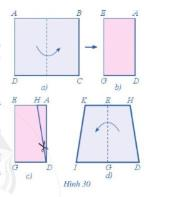 A B E A
D C G D
a) b)
E H A K E H
G D I G D
c) d)
Hình 30